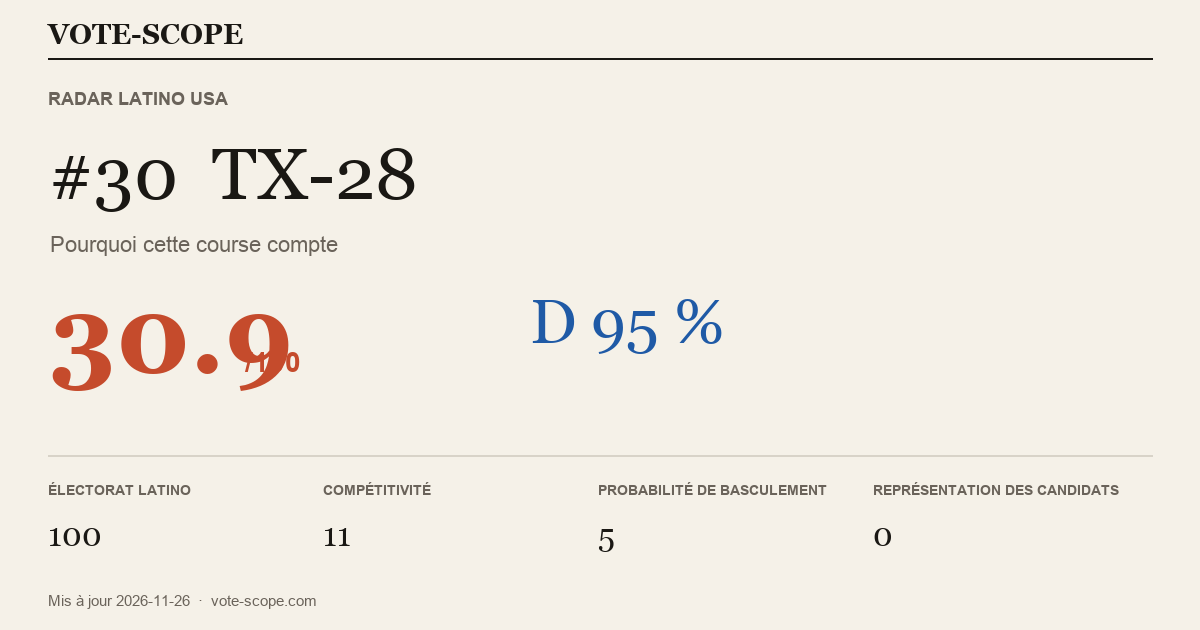 VOTE-SCOPE
RADAR LATINO USA
#30 TX-28
Pourquoi cette course compte
30.9
D 95 %
ÉLECTORAT LATINO COMPÉTITIVITÉ PROBABILITÉ DE BASCULEMENT REPRÉSENTATION DES CANDIDATS
100 11 5 0
Mis à jour 2026-11-26 · vote-scope.com